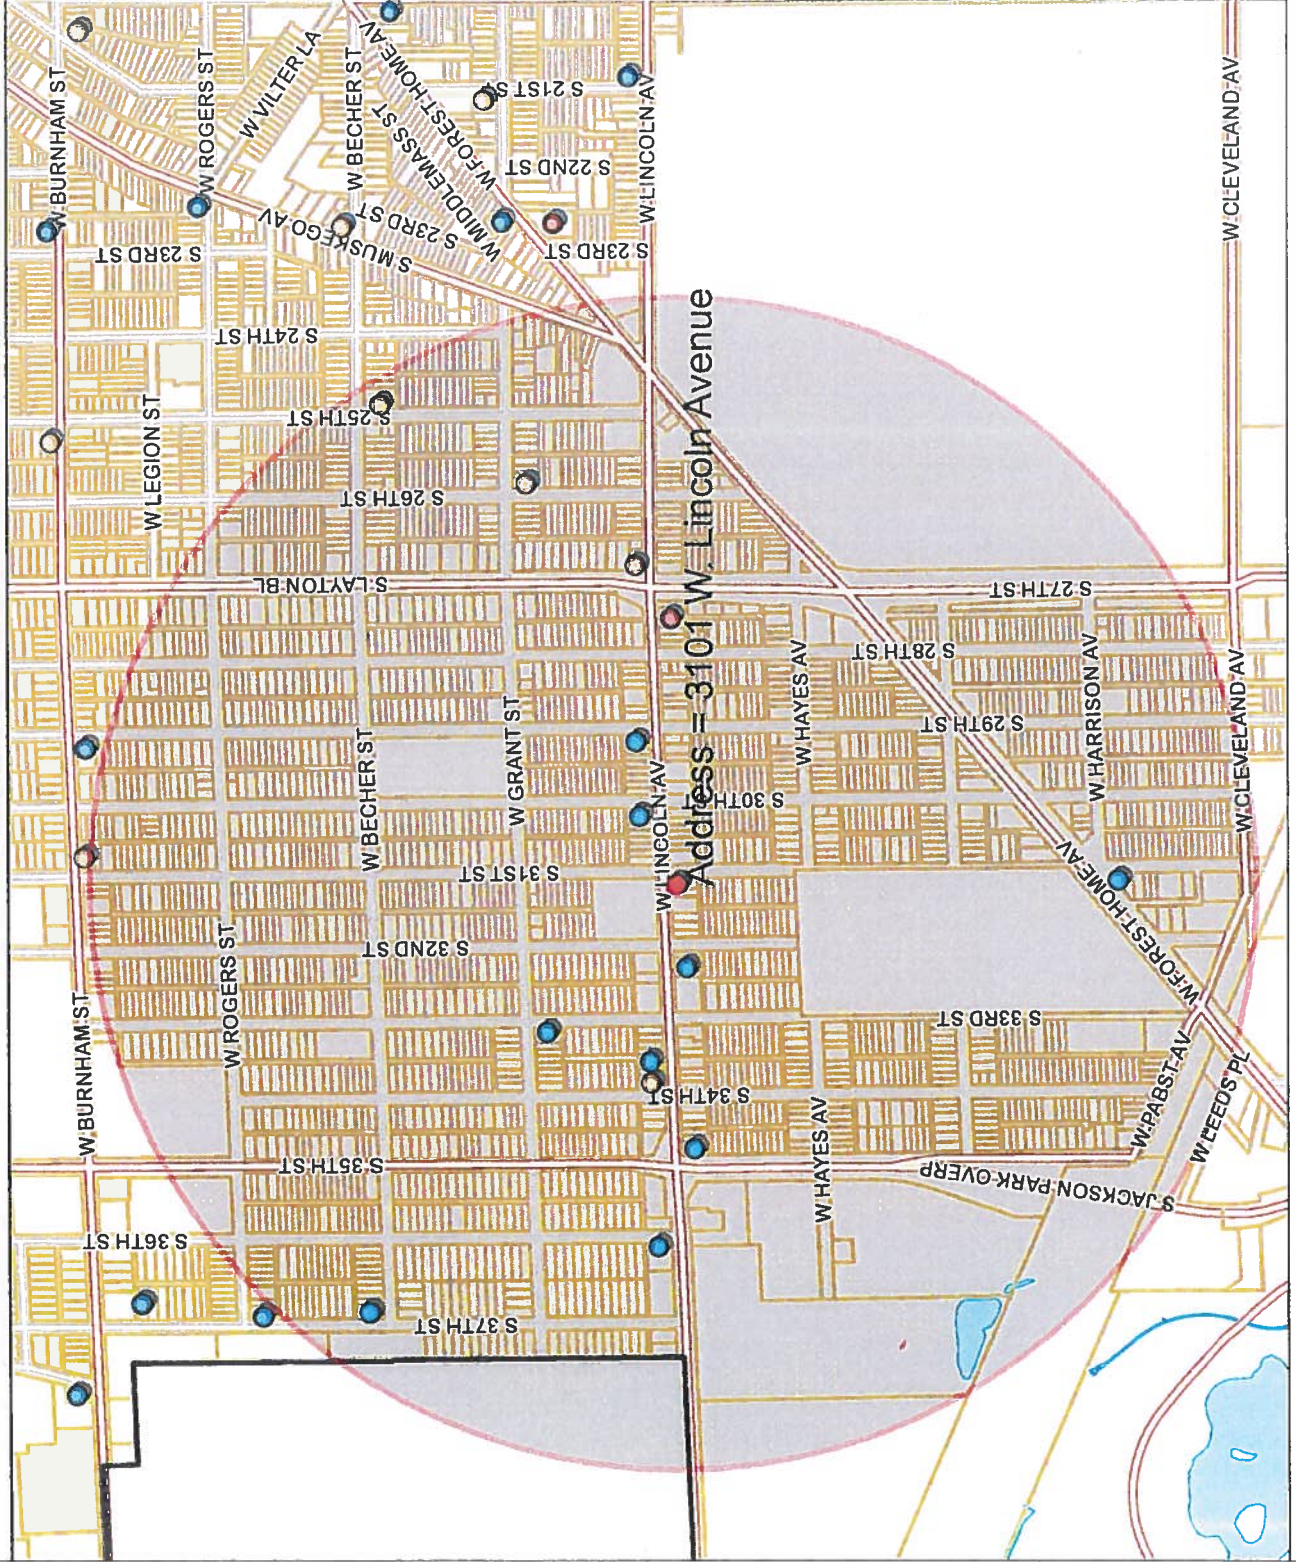 W BURNHAM ST
W ROGERS ST
W VILTER LA
W BECHER ST
W FOREST HOME AV
W MIDDLEMASS ST
S 21ST ST
W LINCOLN AV
W CLEVELAND AV
S 22ND ST
S 23RD ST
S MUSKEGO AV
S 23RD ST
S 23RD ST
S 24TH ST
W LEGION ST
S 25TH ST
S 26TH ST
S LAYTON BL
S 27TH ST
Address = 3101 W. Lincoln Avenue
S 28TH ST
W HAYES AV
W HARRISON AV
S 29TH ST
W CLEVELAND AV
W GRANT ST
W BECHER ST
S 30TH
W LINCOLN AV
S 31ST ST
W FOREST HOME AV
S 32ND ST
W ROGERS ST
W BURNHAM ST
S 33RD ST
S 34TH ST
W HAYES AV
W PABST AV
W LEEDS PL
S 35TH ST
S JACKSON PARK OVERP
S 36TH ST
S 37TH ST